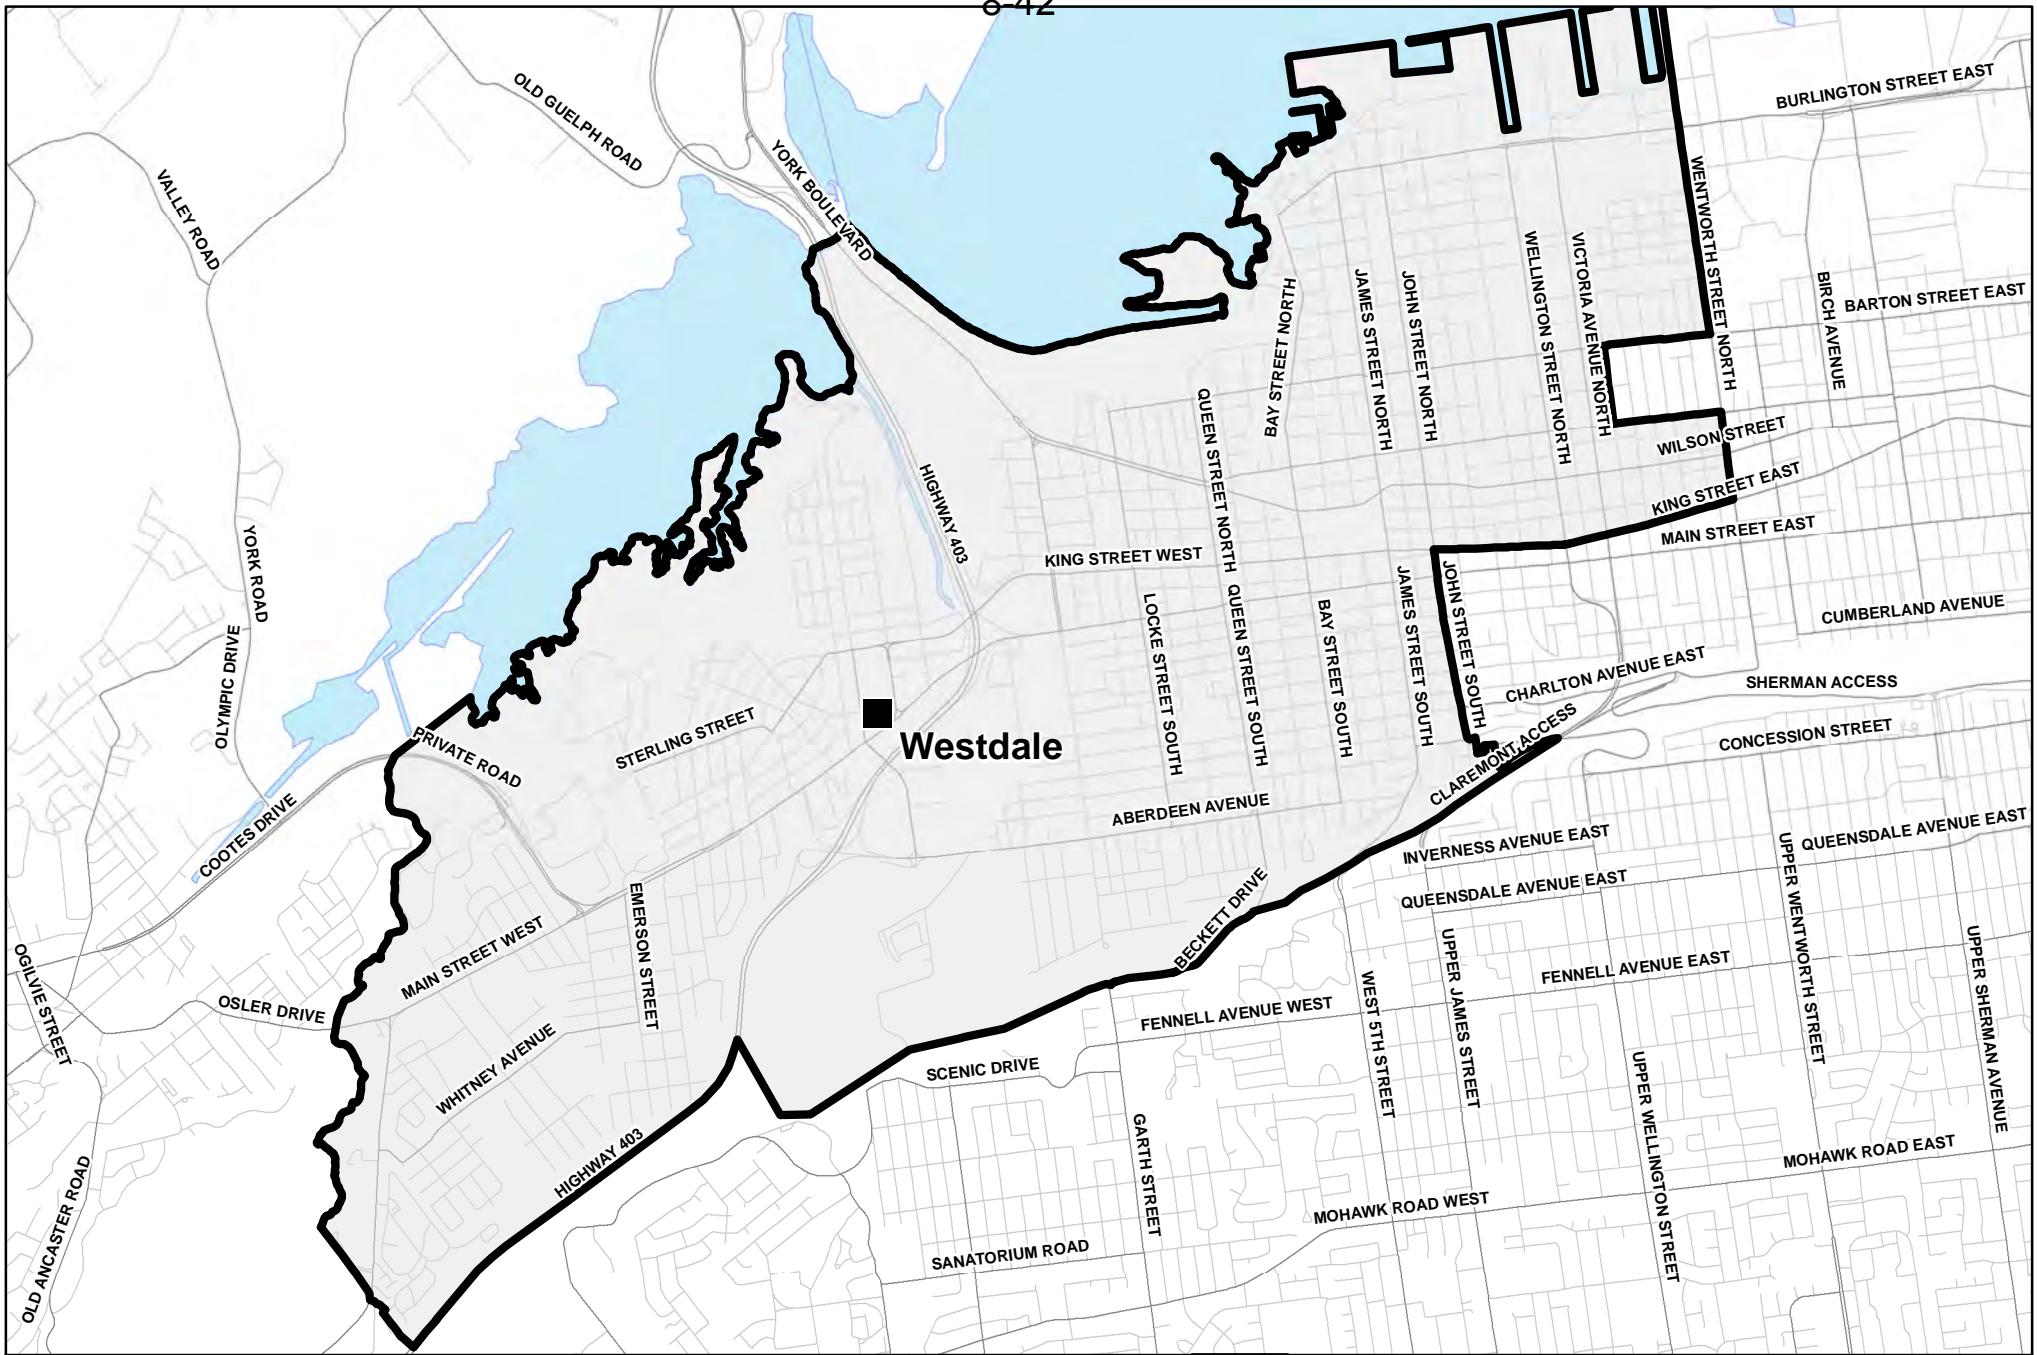 8-42
OLD GUELPH ROAD
BURLINGTON STREET EAST
YORK BOULEVARD
VALLEY ROAD
WENTWORTH STREET NORTH
BIRCH AVENUE
BARTON STREET EAST
BAY STREET NORTH
JAMES STREET NORTH
JOHN STREET NORTH
WELLINGTON STREET NORTH
VICTORIA AVENUE NORTH
QUEEN STREET NORTH
WILSON STREET
KING STREET EAST
MAIN STREET EAST
HIGHWAY 403
KING STREET WEST
YORK ROAD
OLYMPIC DRIVE
LOCKE STREET SOUTH
QUEEN STREET SOUTH
BAY STREET SOUTH
JAMES STREET SOUTH
JOHN STREET SOUTH
CUMBERLAND AVENUE
CHARLTON AVENUE EAST
SHERMAN ACCESS
CONCESSION STREET
CLAREMONT ACCESS
STERLING STREET
PRIVATE ROAD
Westdale
COOTES DRIVE
ABERDEEN AVENUE
INVERNESS AVENUE EAST
QUEENSDALE AVENUE EAST
QUEENSDALE AVENUE EAST
UPPER WENTWORTH STREET
EMERSON STREET
MAIN STREET WEST
BECKETT DRIVE
OGILVIE STREET
OSLER DRIVE
WEST 5TH STREET
UPPER JAMES STREET
FENNELL AVENUE EAST
UPPER SHERMAN AVENUE
FENNELL AVENUE WEST
WHITNEY AVENUE
SCENIC DRIVE
UPPER WELLINGTON STREET
GARTH STREET
HIGHWAY 403
OLD ANCASTER ROAD
MOHAWK ROAD EAST
MOHAWK ROAD WEST
SANATORIUM ROAD